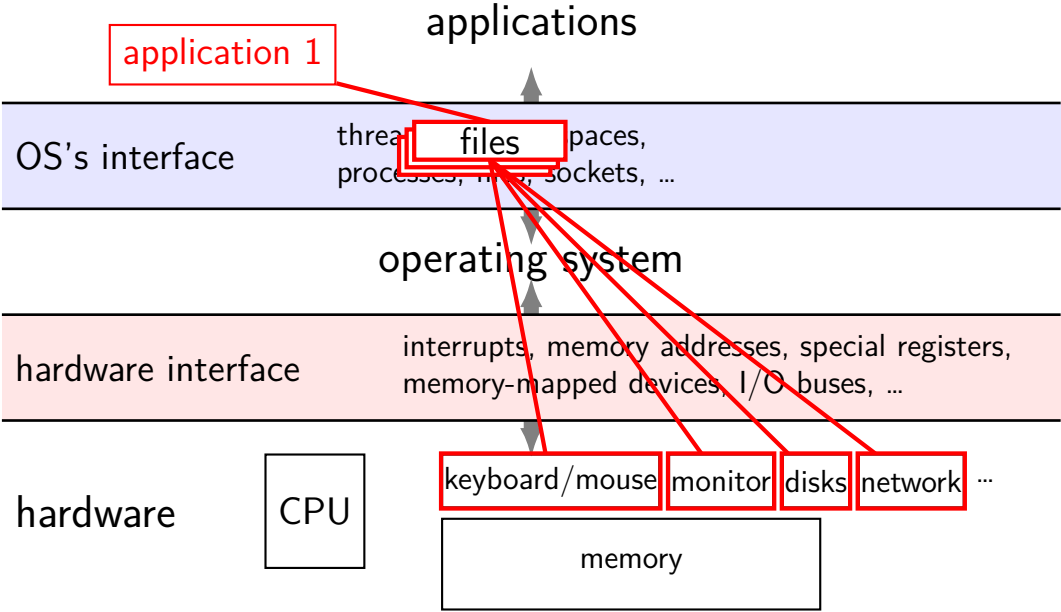 applications
application 1
OS's interface
files
paces,
sockets, ...
operating system
hardware interface
interrupts, memory addresses, special registers,
memory-mapped devices, I/O buses, ...
hardware
CPU
keyboard/mouse
monitor
disks
network
...
memory